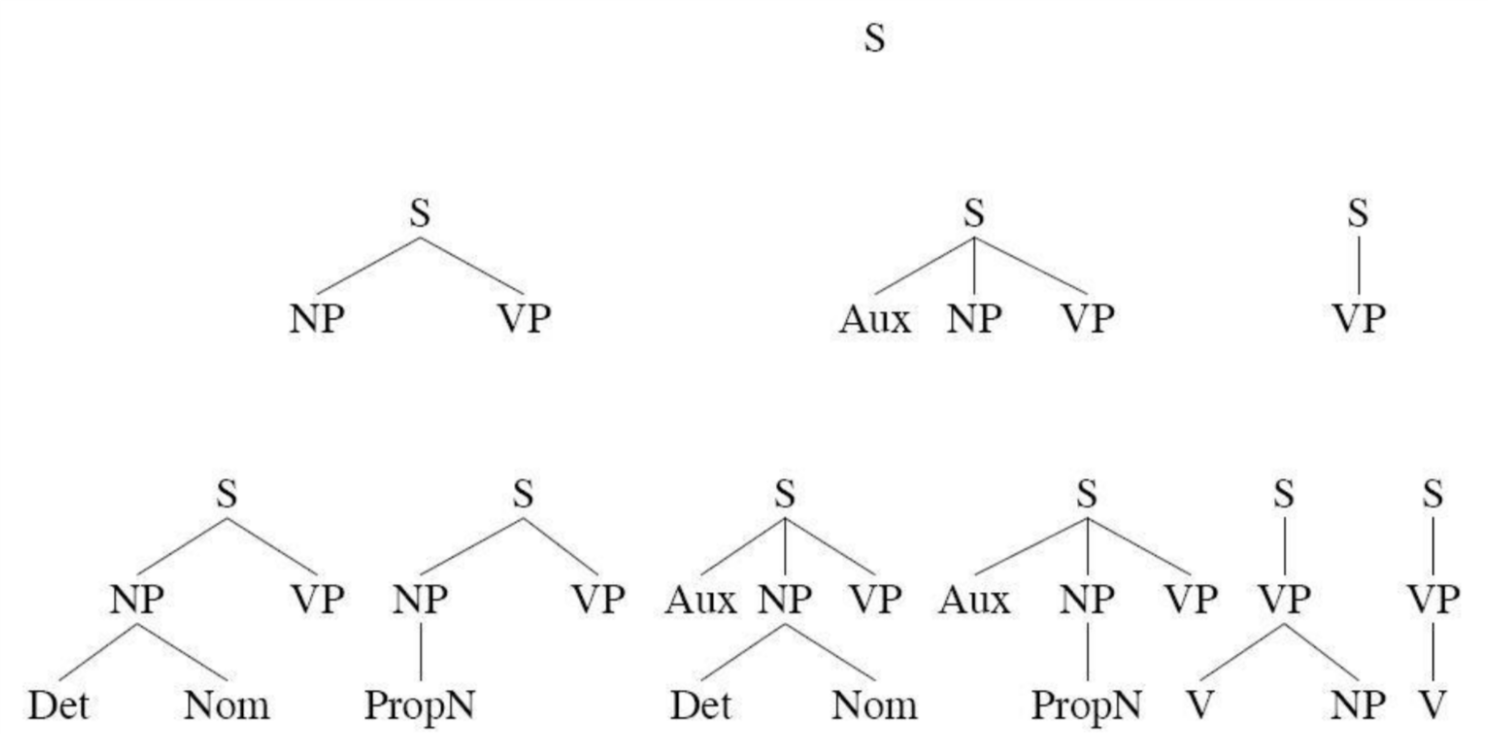 S
S S S
NP VP Aux NP VP VP
S S S S S S
NP VP NP VP Aux NP VP Aux NP VP VP VP
Det Nom PropN Det Nom PropN V NP V